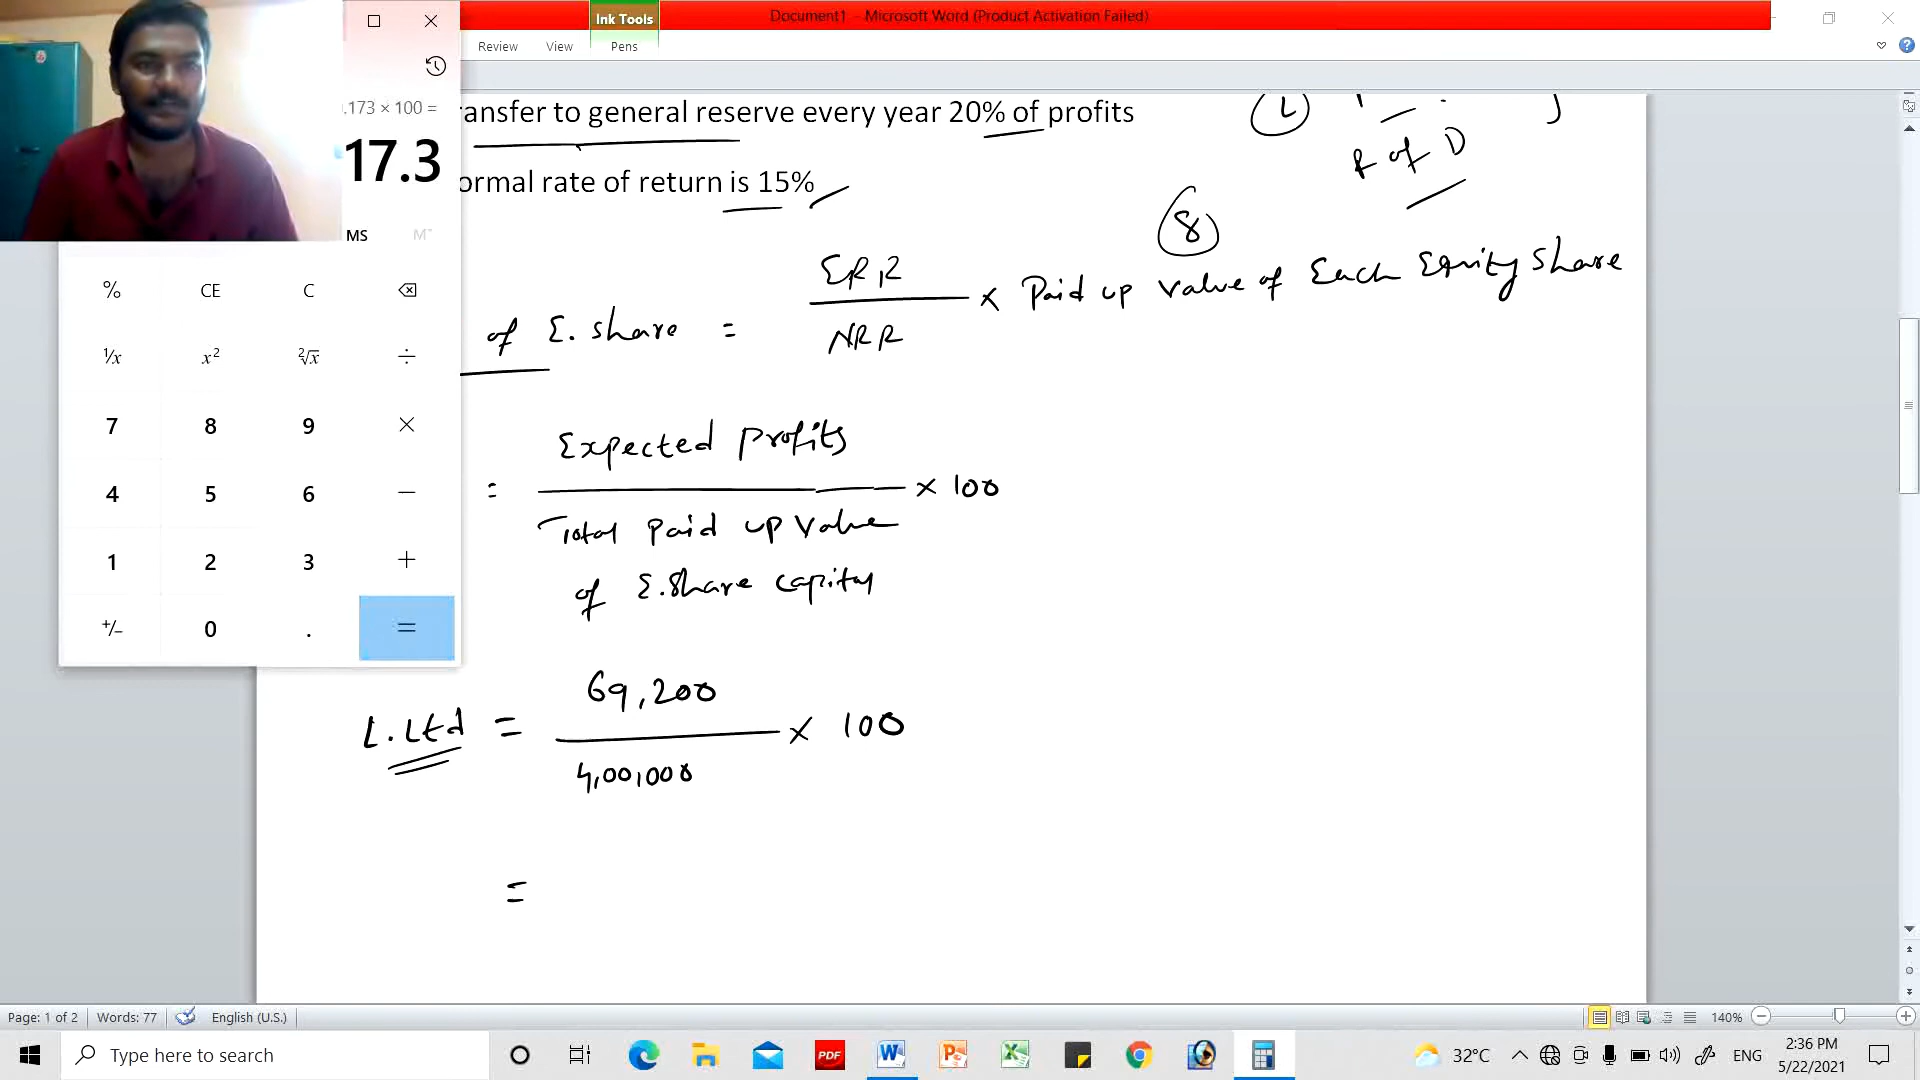 Ink Tools
Document1 - Microsoft Word (Product Activation Failed)
Review View Pens
.173 × 100 =
17.3
MS
% CE C
¹/x x² ²√x ÷
7 8 9 ×
4 5 6 −
1 2 3 +
+/− 0 . =
ansfer to general reserve every year 20% of profits
ormal rate of return is 15%
R of D
8
of E. share = ERR / NRR × Paid up value of Each Equity Share
= Expected profits / Total paid up value of E. Share capital × 100
L. Ltd = 69,200 / 4,00,000 × 100
=
Page: 1 of 2 Words: 77 English (U.S.) 140%
Type here to search
PDF
32°C ENG 2:36 PM
5/22/2021